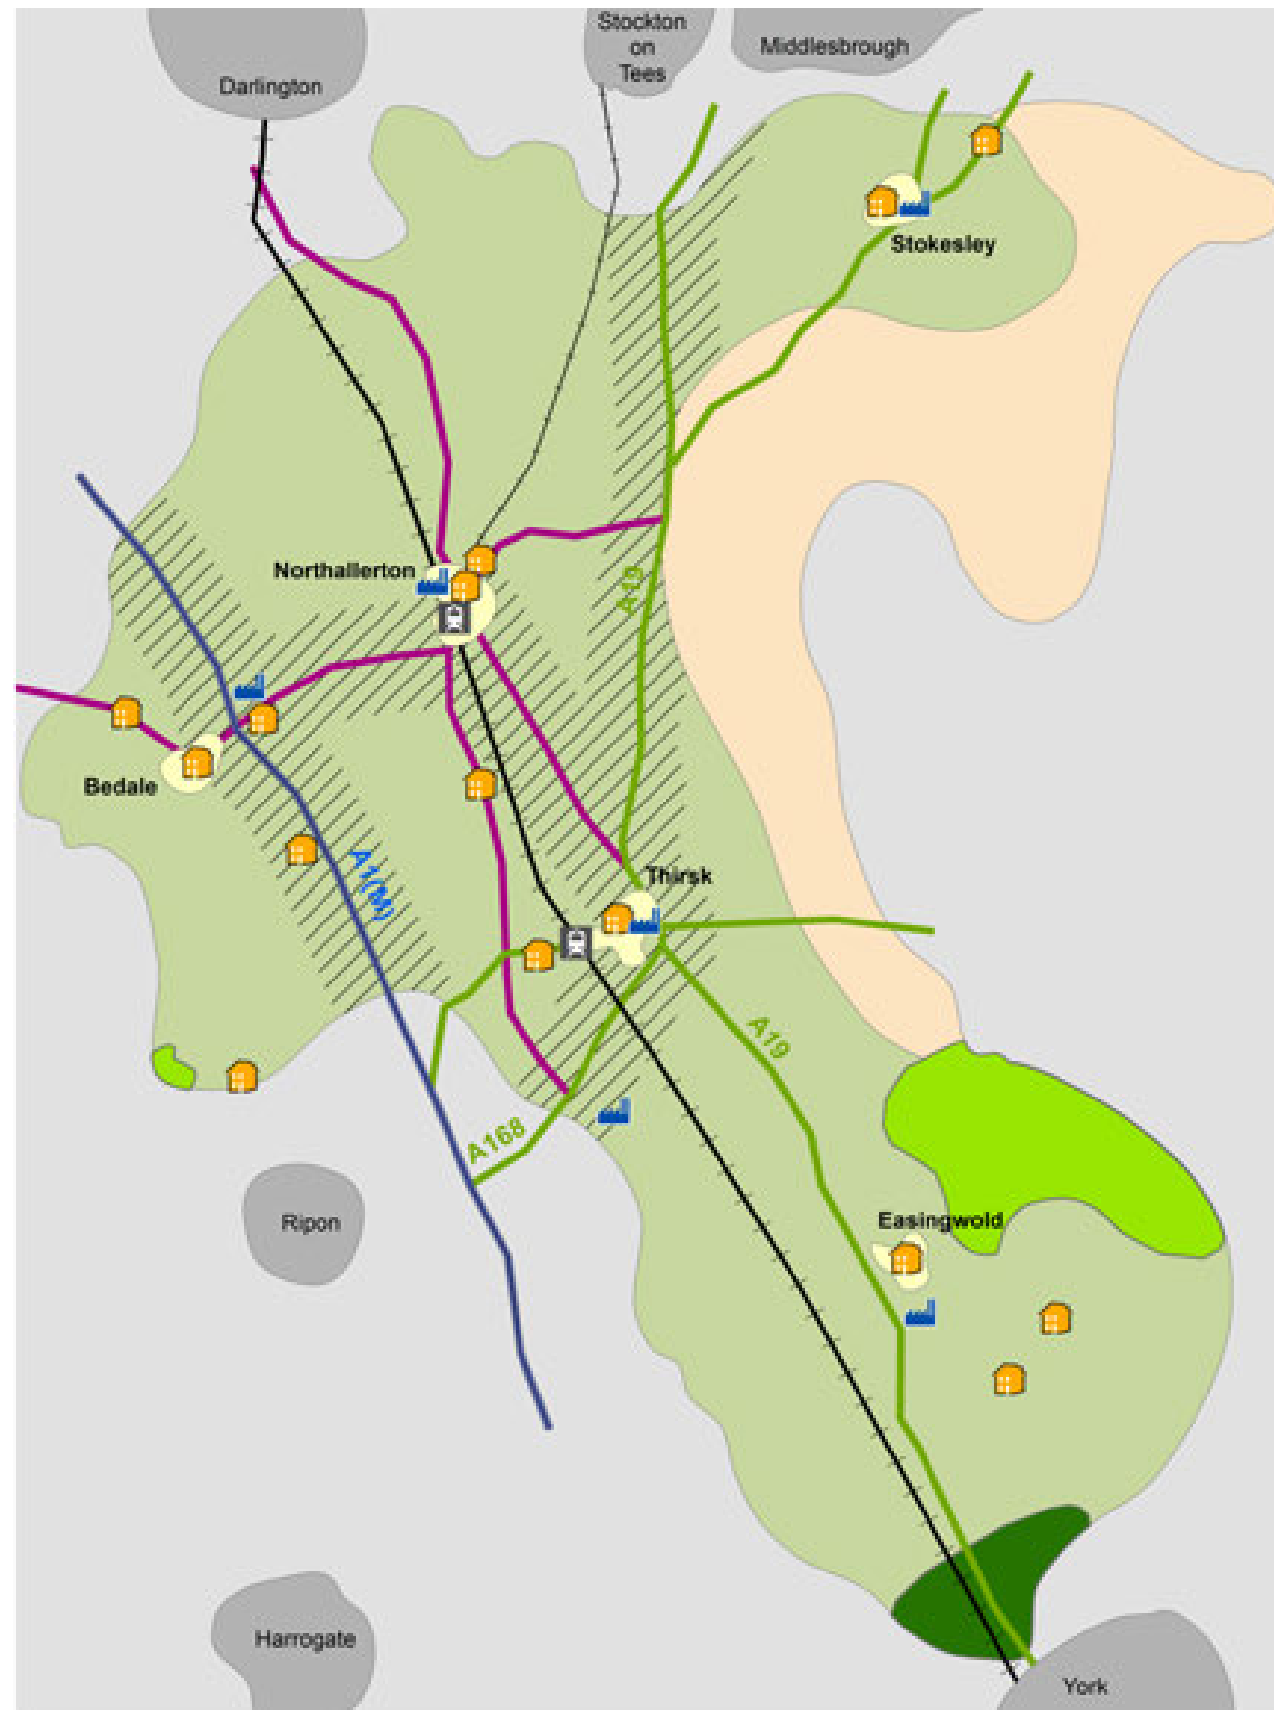 Stockton
on
Tees
Middlesbrough
Darlington
Stokesley
Northallerton
A19
Bedale
A1(M)
Thirsk
A19
A168
Ripon
Easingwold
Harrogate
York